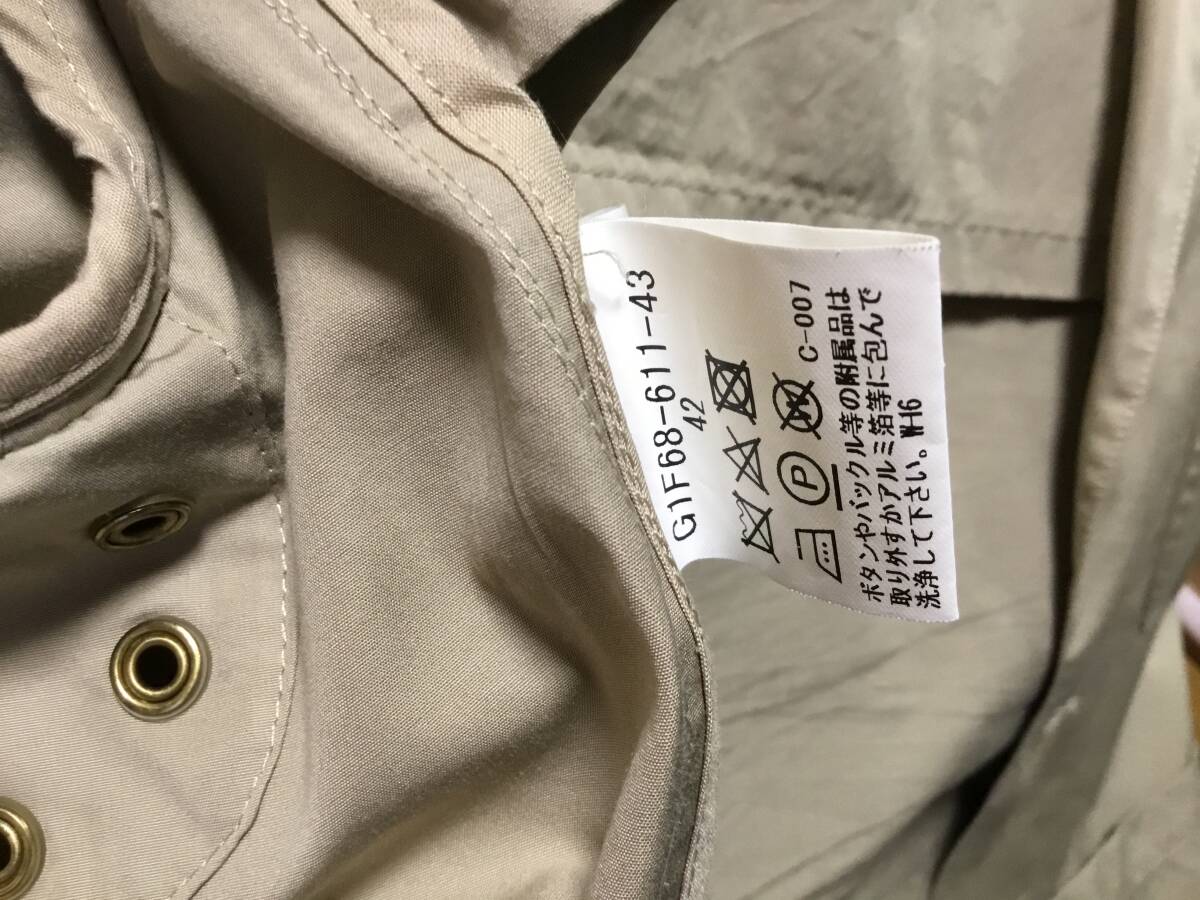 G1F68-611-43
42
P W C-007
ボタンやバックル等の附属品は
取り外すかアルミ箔等に包んで
洗浄して下さい。W-16